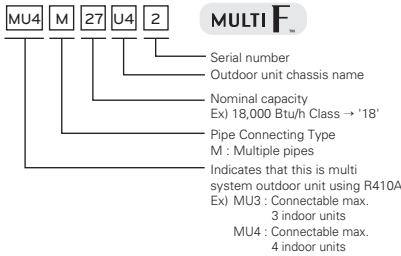 MU4 M 27 U4 2 MULTI F™
Serial number
Outdoor unit chassis name
Nominal capacity
Ex) 18,000 Btu/h Class → '18'
Pipe Connecting Type
M : Multiple pipes
Indicates that this is multi
system outdoor unit using R410A
Ex) MU3 : Connectable max.
3 indoor units
MU4 : Connectable max.
4 indoor units